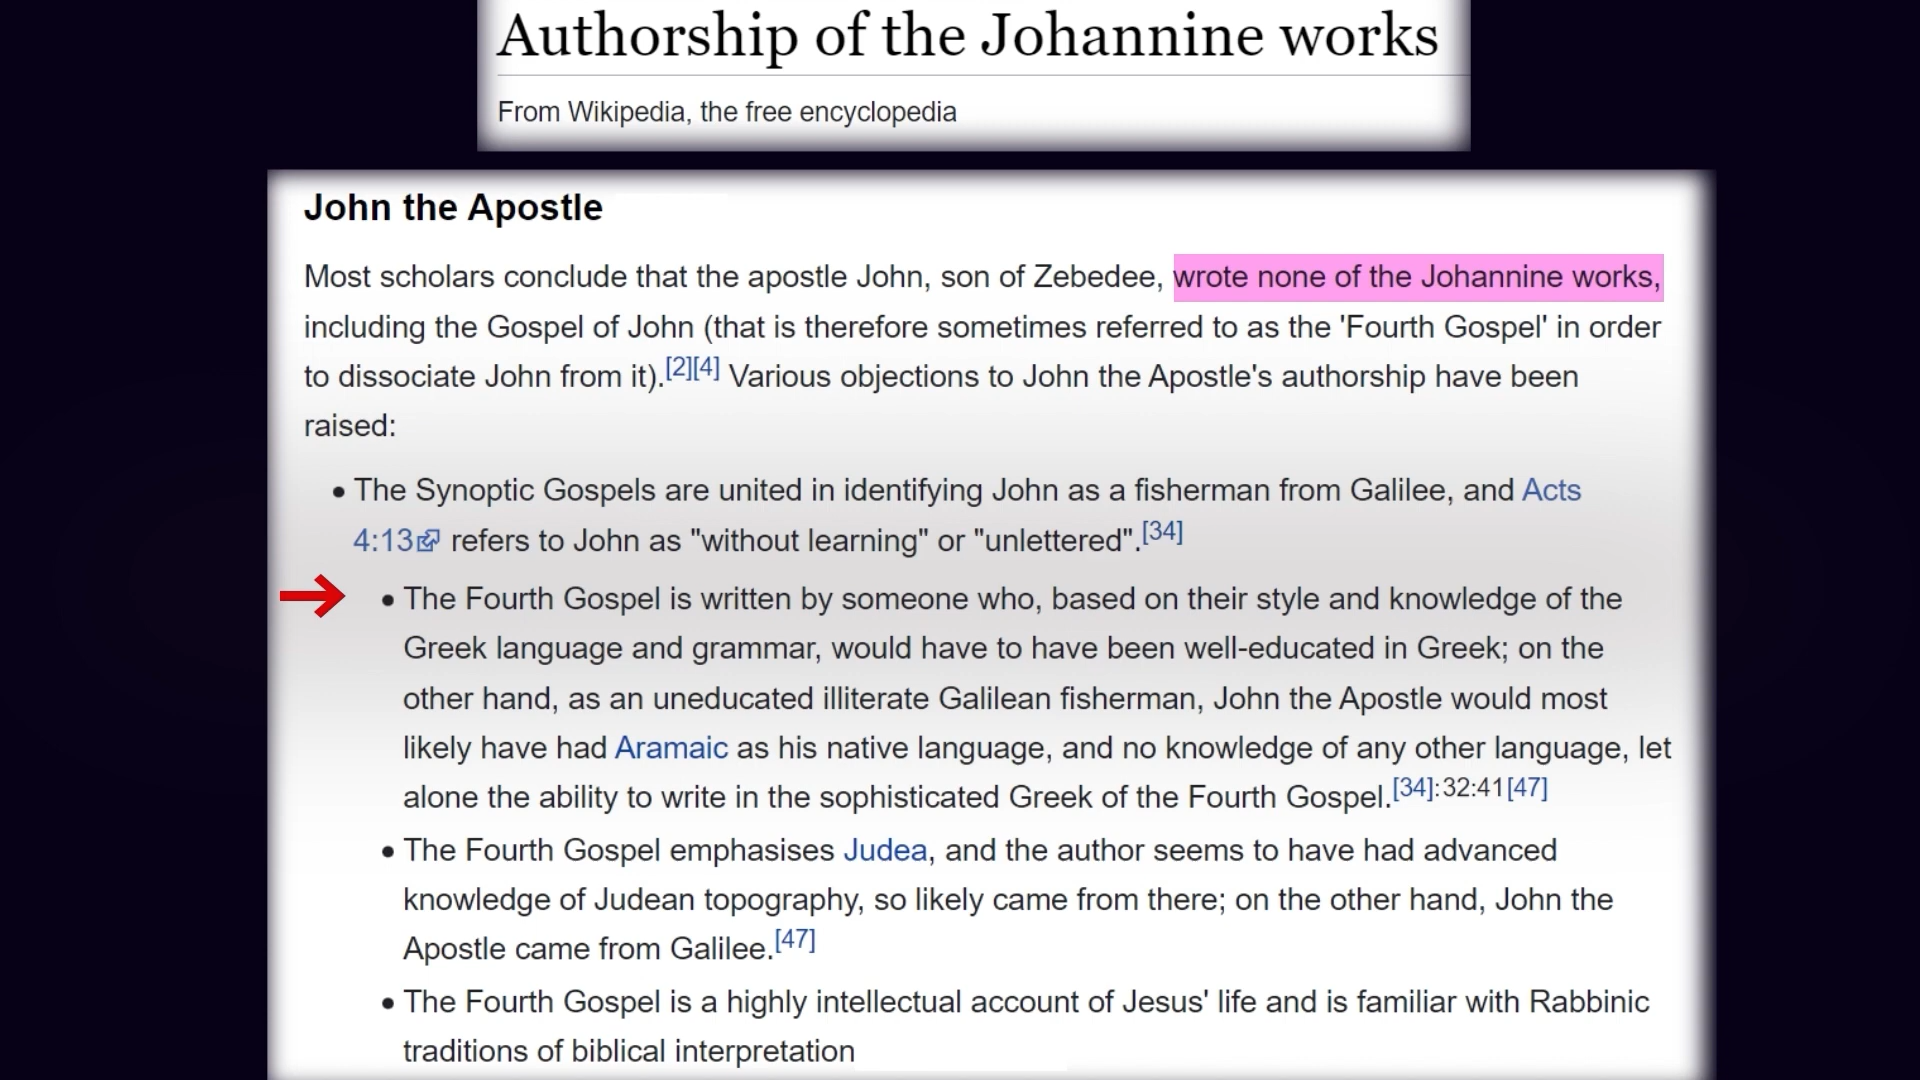 Authorship of the Johannine works
From Wikipedia, the free encyclopedia
John the Apostle
Most scholars conclude that the apostle John, son of Zebedee, wrote none of the Johannine works,
including the Gospel of John (that is therefore sometimes referred to as the 'Fourth Gospel' in order
to dissociate John from it).[2][4] Various objections to John the Apostle's authorship have been
raised:
• The Synoptic Gospels are united in identifying John as a fisherman from Galilee, and Acts
4:13 refers to John as "without learning" or "unlettered".[34]
• The Fourth Gospel is written by someone who, based on their style and knowledge of the
Greek language and grammar, would have to have been well-educated in Greek; on the
other hand, as an uneducated illiterate Galilean fisherman, John the Apostle would most
likely have had Aramaic as his native language, and no knowledge of any other language, let
alone the ability to write in the sophisticated Greek of the Fourth Gospel.[34]:32:41[47]
• The Fourth Gospel emphasises Judea, and the author seems to have had advanced
knowledge of Judean topography, so likely came from there; on the other hand, John the
Apostle came from Galilee.[47]
• The Fourth Gospel is a highly intellectual account of Jesus' life and is familiar with Rabbinic
traditions of biblical interpretation